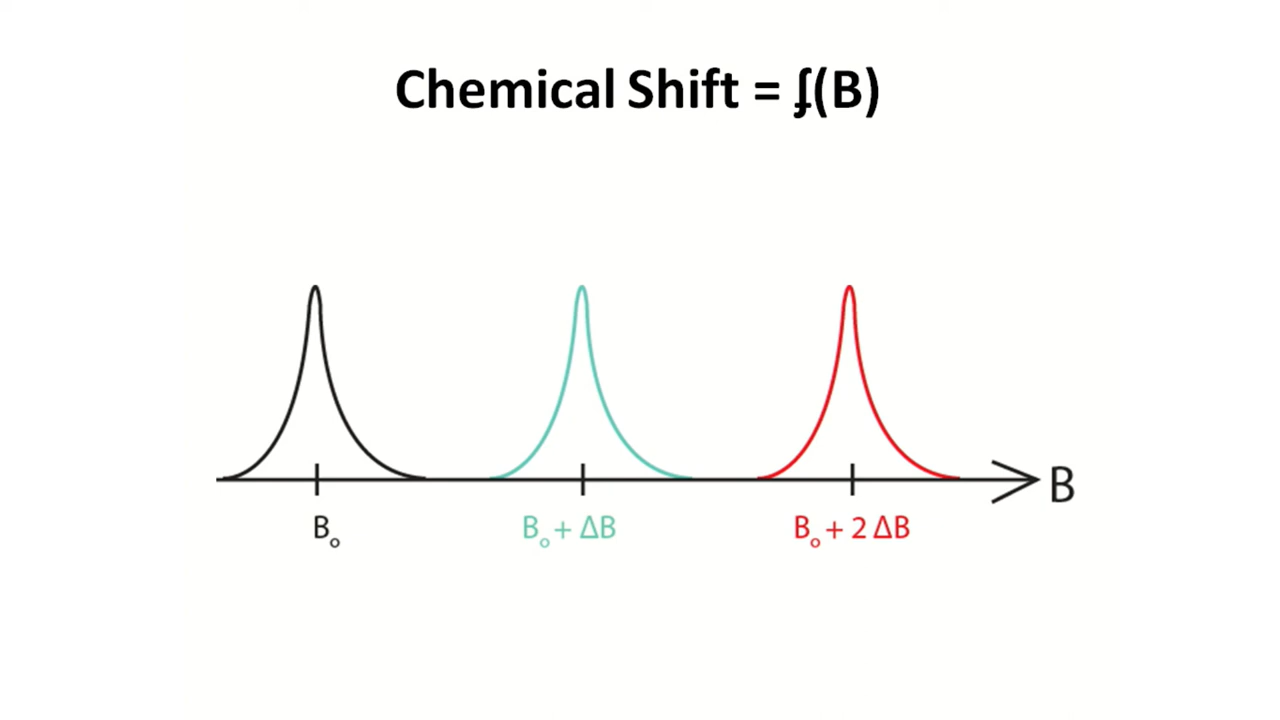 Chemical Shift = ʄ(B)
B
B₀
B₀ + ΔB
B₀ + 2 ΔB